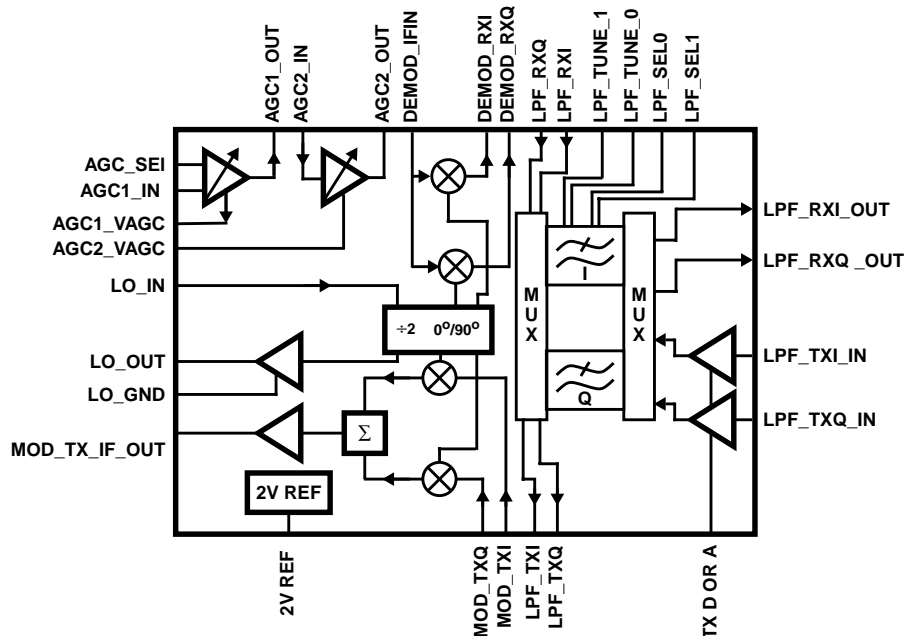 AGC1_OUT
AGC2_IN
AGC2_OUT
DEMOD_IFIN
DEMOD_RXI
DEMOD_RXQ
LPF_RXQ
LPF_RXI
LPF_TUNE_1
LPF_TUNE_0
LPF_SEL0
LPF_SEL1
AGC_SEI
AGC1_IN
AGC1_VAGC
AGC2_VAGC
LO_IN
LO_OUT
LO_GND
MOD_TX_IF_OUT
÷2 0°/90°
Σ
2V REF
MUX
I
Q
MUX
LPF_RXI_OUT
LPF_RXQ _OUT
LPF_TXI_IN
LPF_TXQ_IN
2V REF
MOD_TXQ
MOD_TXI
LPF_TXI
LPF_TXQ
TX D OR A